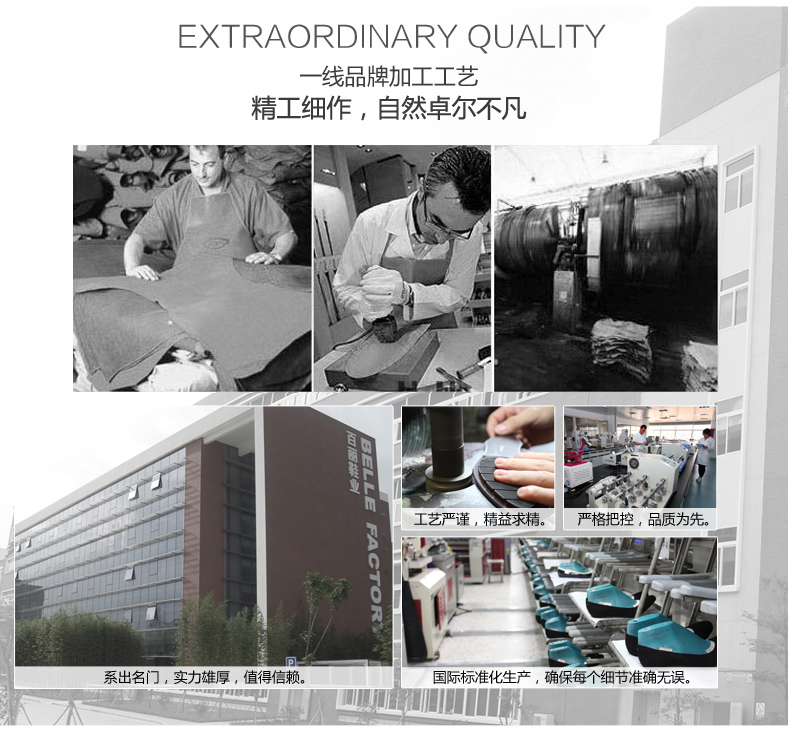 EXTRAORDINARY QUALITY
一线品牌加工工艺
精工细作，自然卓尔不凡
百丽鞋业
BELLE FACTOR
工艺严谨，精益求精。
严格把控，品质为先。
系出名门，实力雄厚，值得信赖。
P
国际标准化生产，确保每个细节准确无误。